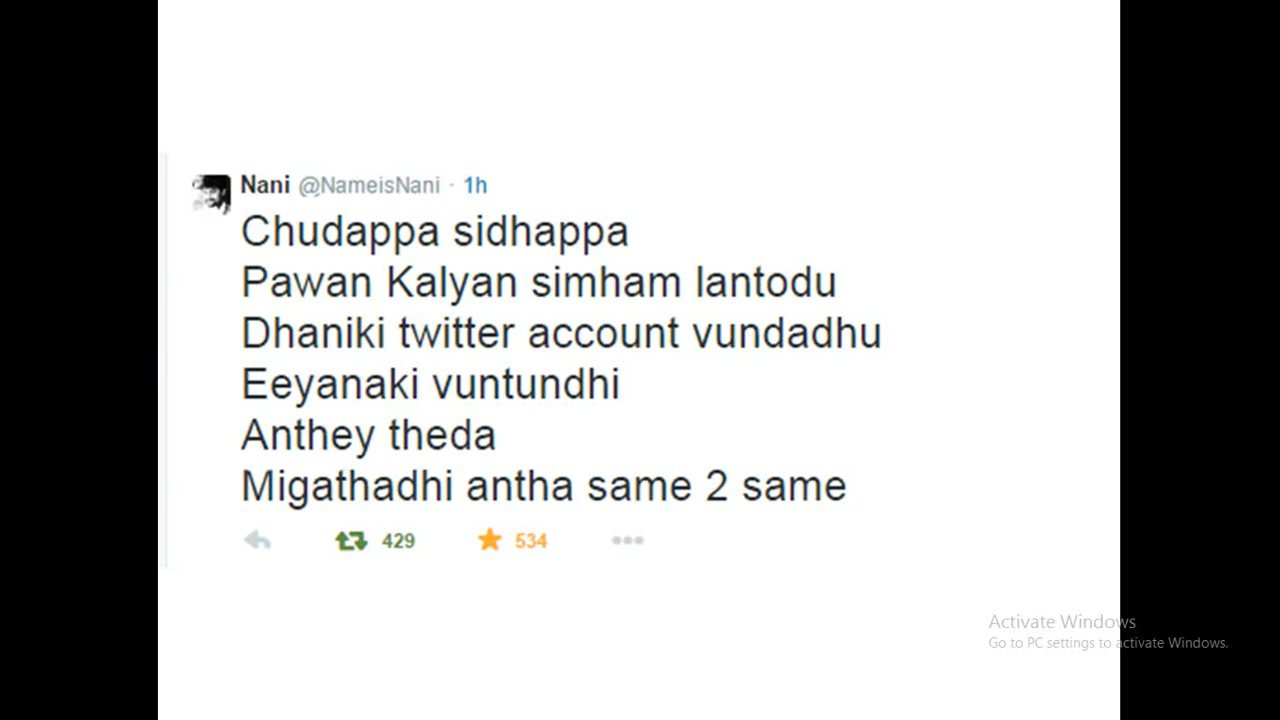 Nani @NameisNani · 1h
Chudappa sidhappa
Pawan Kalyan simham lantodu
Dhaniki twitter account vundadhu
Eeyanaki vuntundhi
Anthey theda
Migathadhi antha same 2 same
429 534
Activate Windows
Go to PC settings to activate Windows.